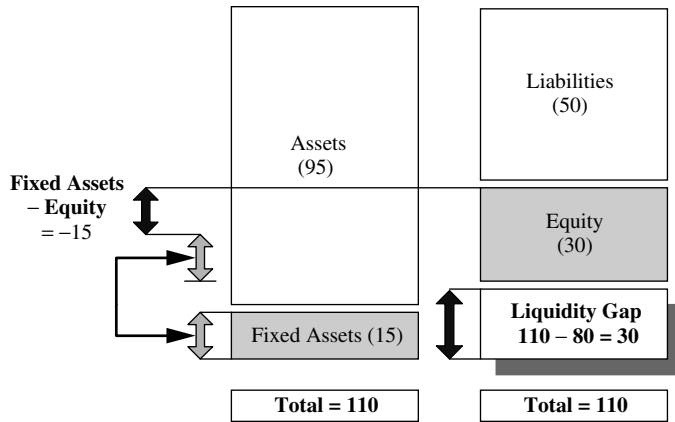 Liabilities
(50)
Assets
(95)
Fixed Assets
– Equity
= –15
Equity
(30)
Liquidity Gap
110 – 80 = 30
Fixed Assets (15)
Total = 110
Total = 110